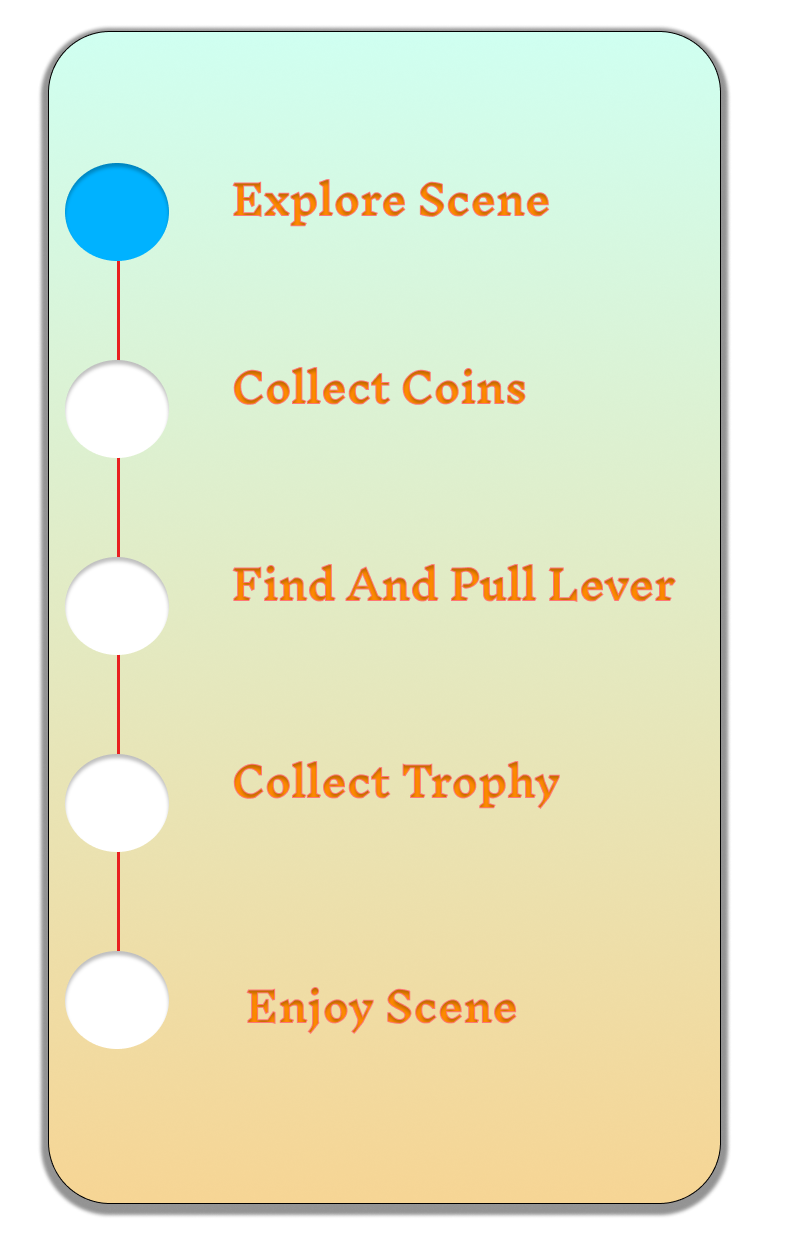 Explore Scene
Collect Coins
Find And Pull Lever
Collect Trophy
Enjoy Scene